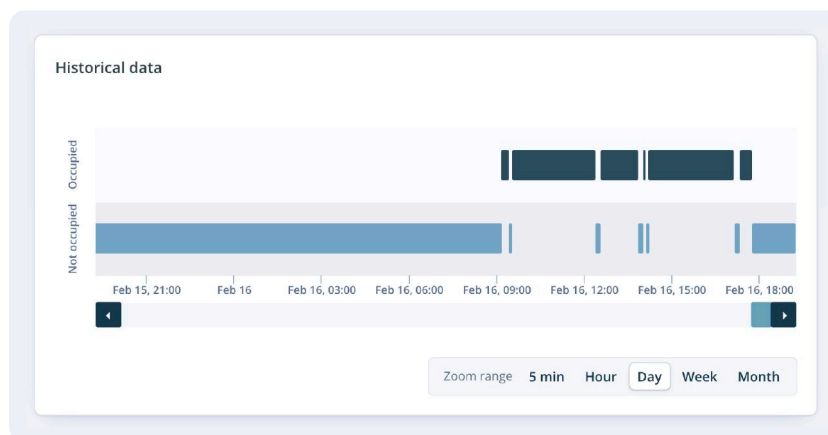 Historical data
Occupied
Not occupied
Feb 15, 21:00 Feb 16 Feb 16, 03:00 Feb 16, 06:00 Feb 16, 09:00 Feb 16, 12:00 Feb 16, 15:00 Feb 16, 18:00
Zoom range 5 min Hour Day Week Month